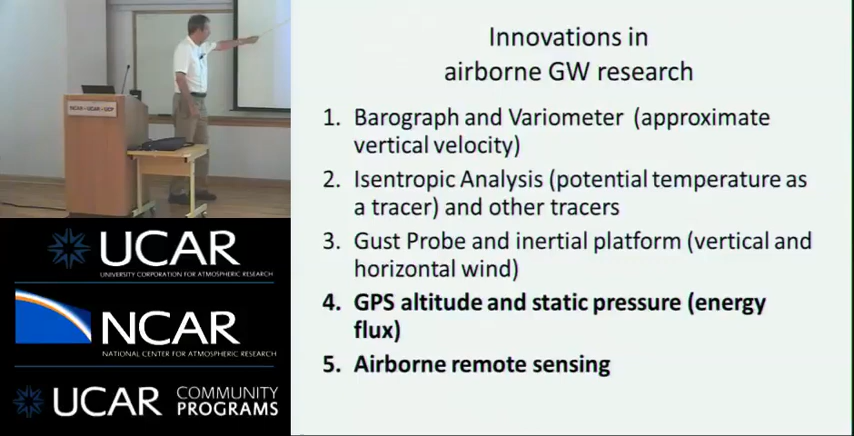 Innovations in
airborne GW research
1. Barograph and Variometer (approximate
vertical velocity)
2. Isentropic Analysis (potential temperature as
a tracer) and other tracers
3. Gust Probe and inertial platform (vertical and
horizontal wind)
4. GPS altitude and static pressure (energy
flux)
5. Airborne remote sensing
NCAR • UCAR • UCP
UCAR
UNIVERSITY CORPORATION FOR ATMOSPHERIC RESEARCH
NCAR
NATIONAL CENTER FOR ATMOSPHERIC RESEARCH
UCAR COMMUNITY
PROGRAMS